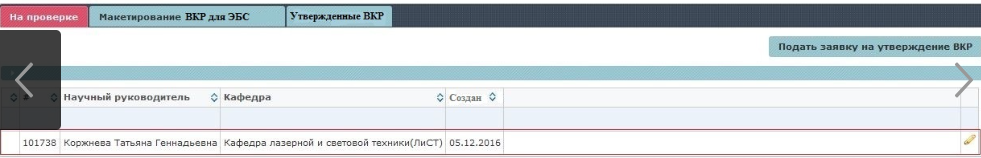 На проверке Макетирование ВКР для ЭБС Утвержденные ВКР
Подать заявку на утверждение ВКР
Научный руководитель Кафедра Создан
101738 Коржнева Татьяна Геннадьевна Кафедра лазерной и световой техники(ЛиСТ) 05.12.2016